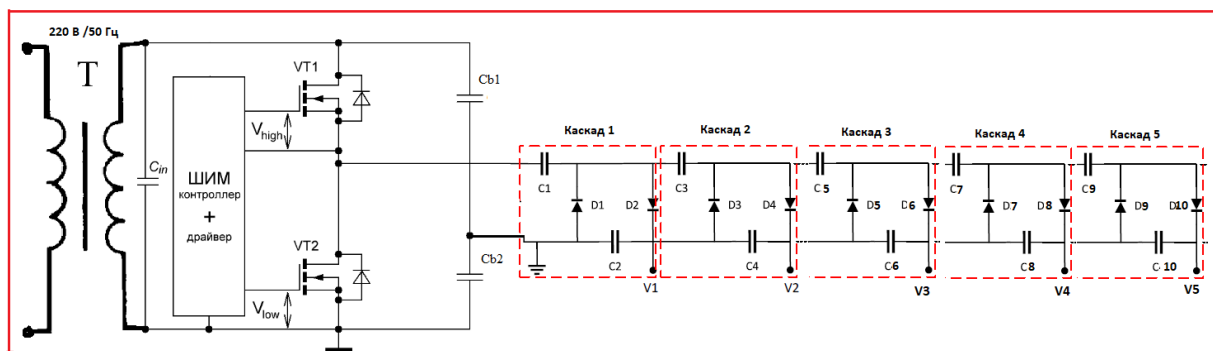 220 В /50 Гц
T
Cin
ШИМ
контроллер
+
драйвер
VT1
Vhigh
VT2
Vlow
Cb1
Cb2
Каскад 1
C1
D1
D2
C2
V1
Каскад 2
C3
D3
D4
C4
V2
Каскад 3
C5
D5
D6
C6
V3
Каскад 4
C7
D7
D8
C8
V4
Каскад 5
C9
D9
D10
C10
V5